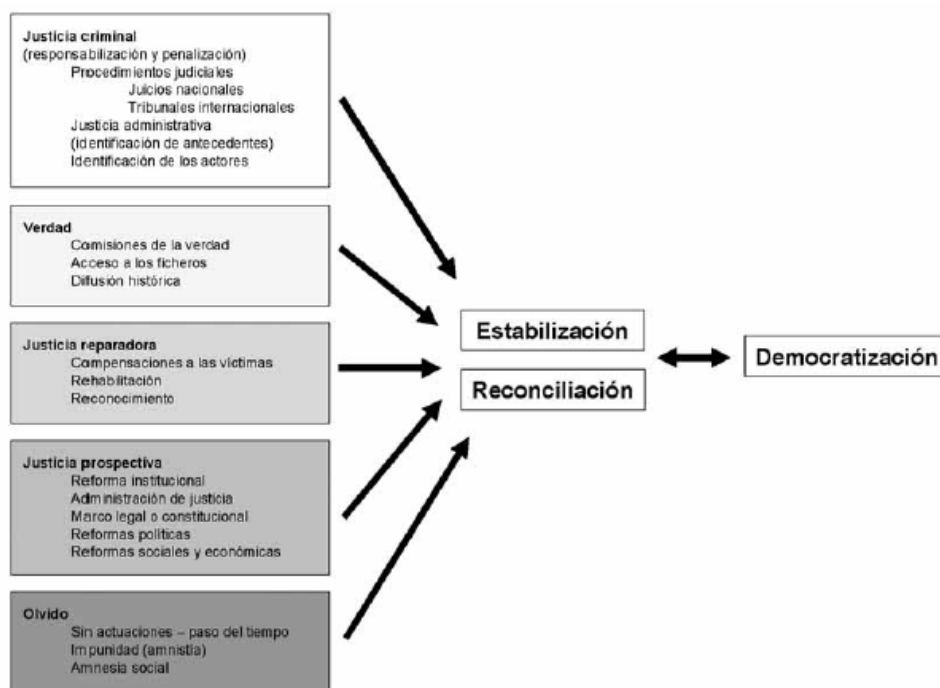 Justicia criminal
(responsabilización y penalización)
Procedimientos judiciales
Juicios nacionales
Tribunales internacionales
Justicia administrativa
(identificación de antecedentes)
Identificación de los actores
Verdad
Comisiones de la verdad
Acceso a los ficheros
Difusión histórica
Justicia reparadora
Compensaciones a las víctimas
Rehabilitación
Reconocimiento
Justicia prospectiva
Reforma institucional
Administración de justicia
Marco legal o constitucional
Reformas políticas
Reformas sociales y económicas
Olvido
Sin actuaciones – paso del tiempo
Impunidad (amnistía)
Amnesia social
Estabilización
Reconciliación
Democratización